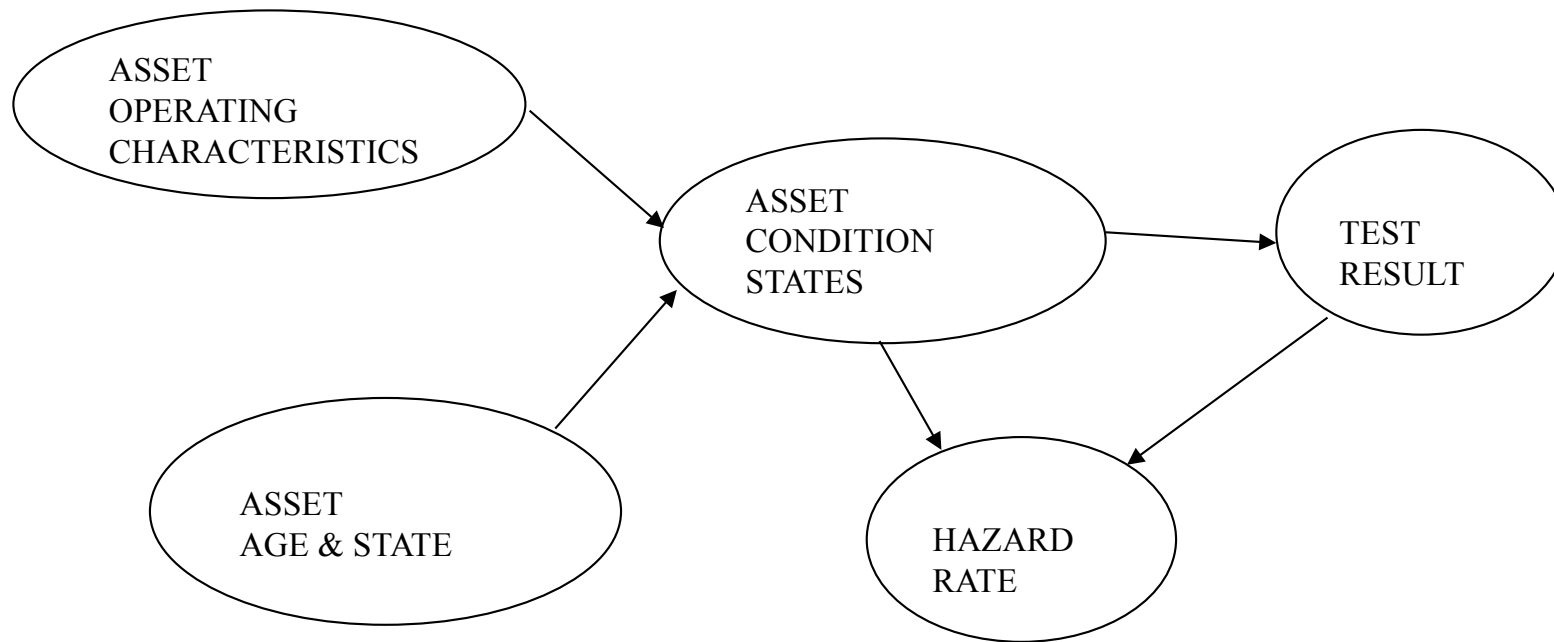 ASSET
OPERATING
CHARACTERISTICS
ASSET
CONDITION
STATES
TEST
RESULT
ASSET
AGE & STATE
HAZARD
RATE